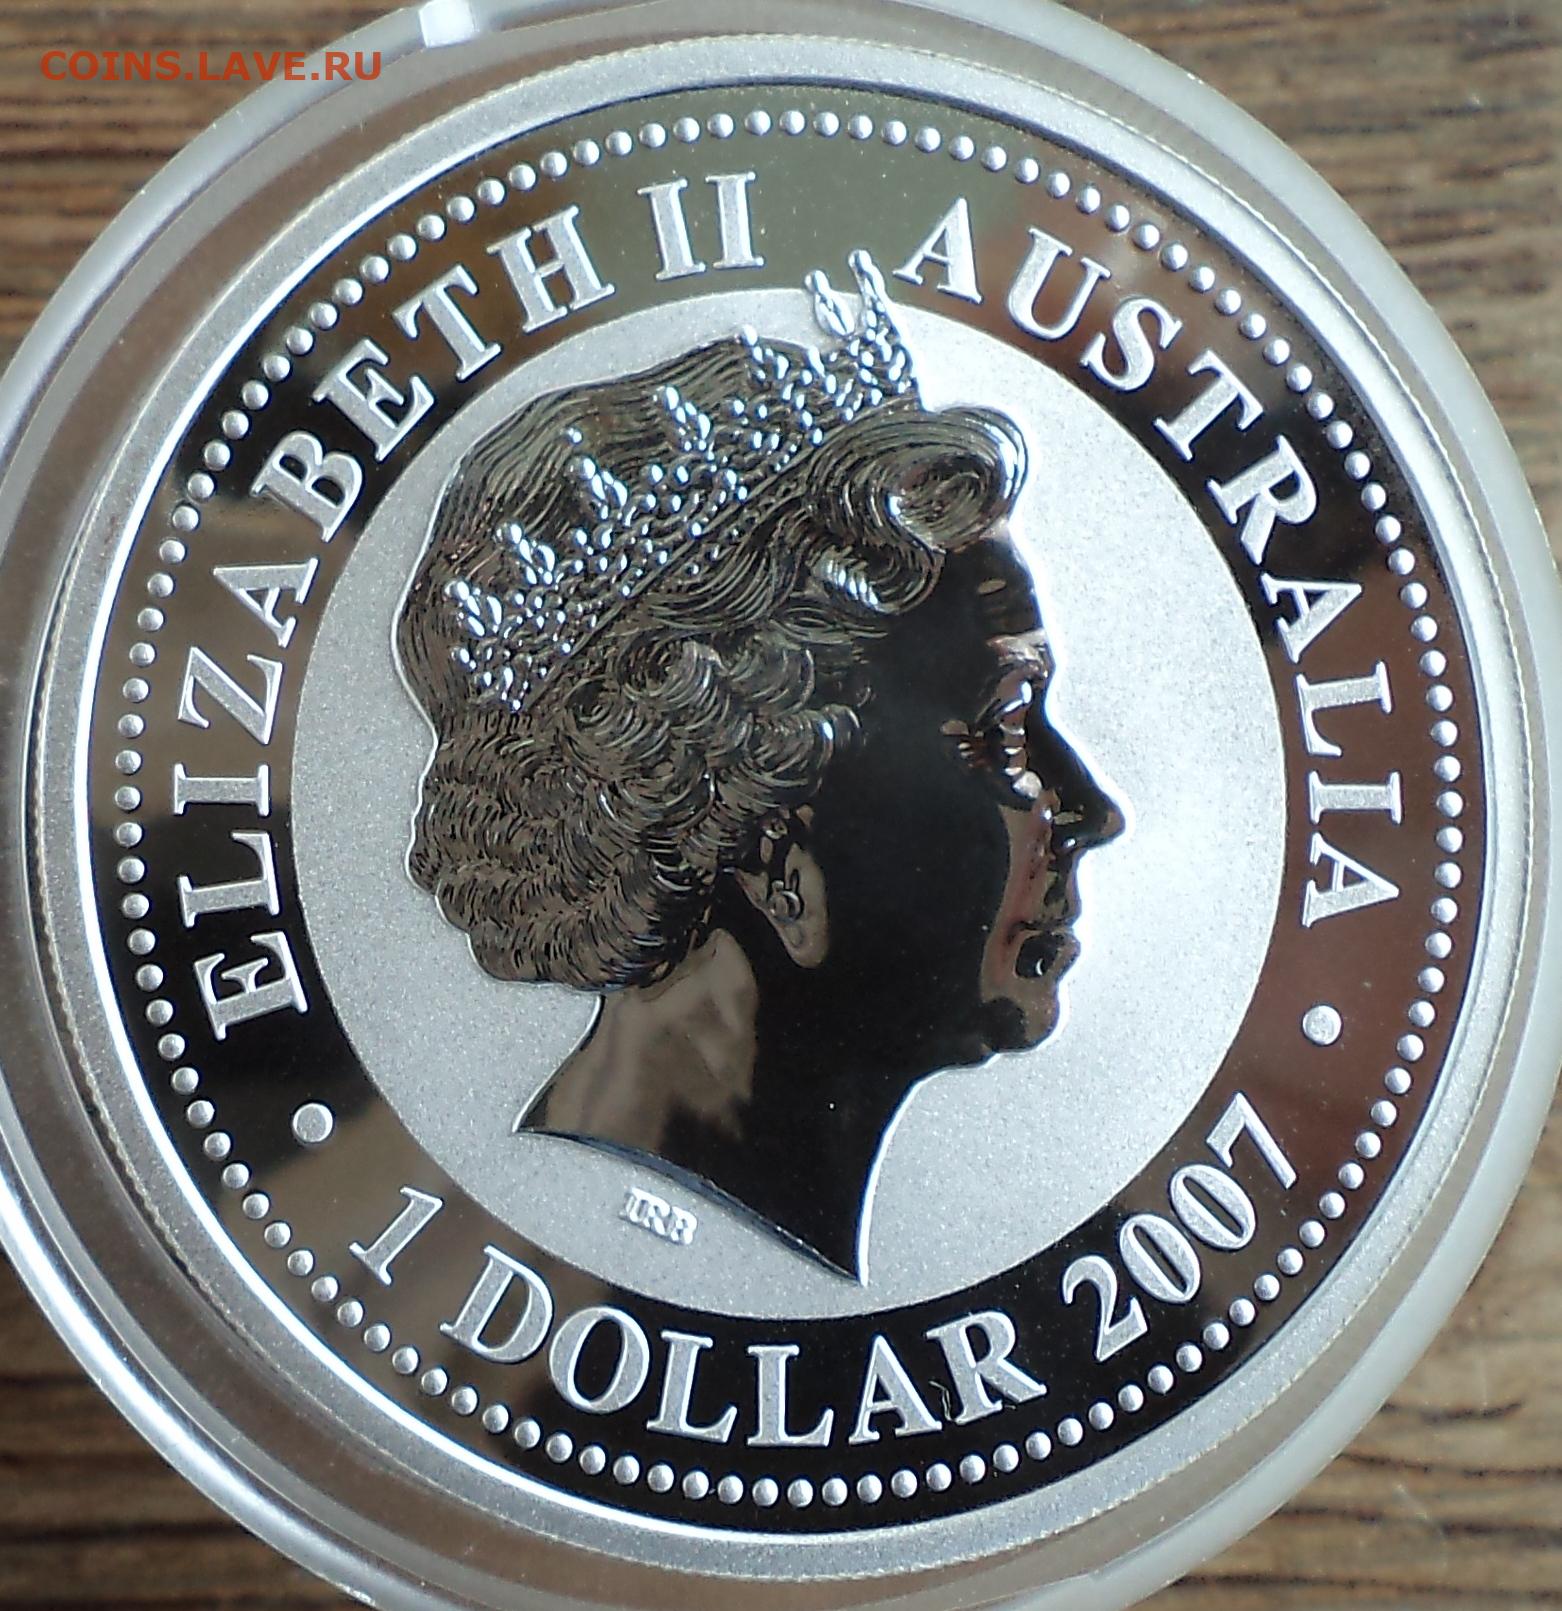 COINS.LAVE.RU
ELIZABETH II AUSTRALIA
IRB
1 DOLLAR 2007